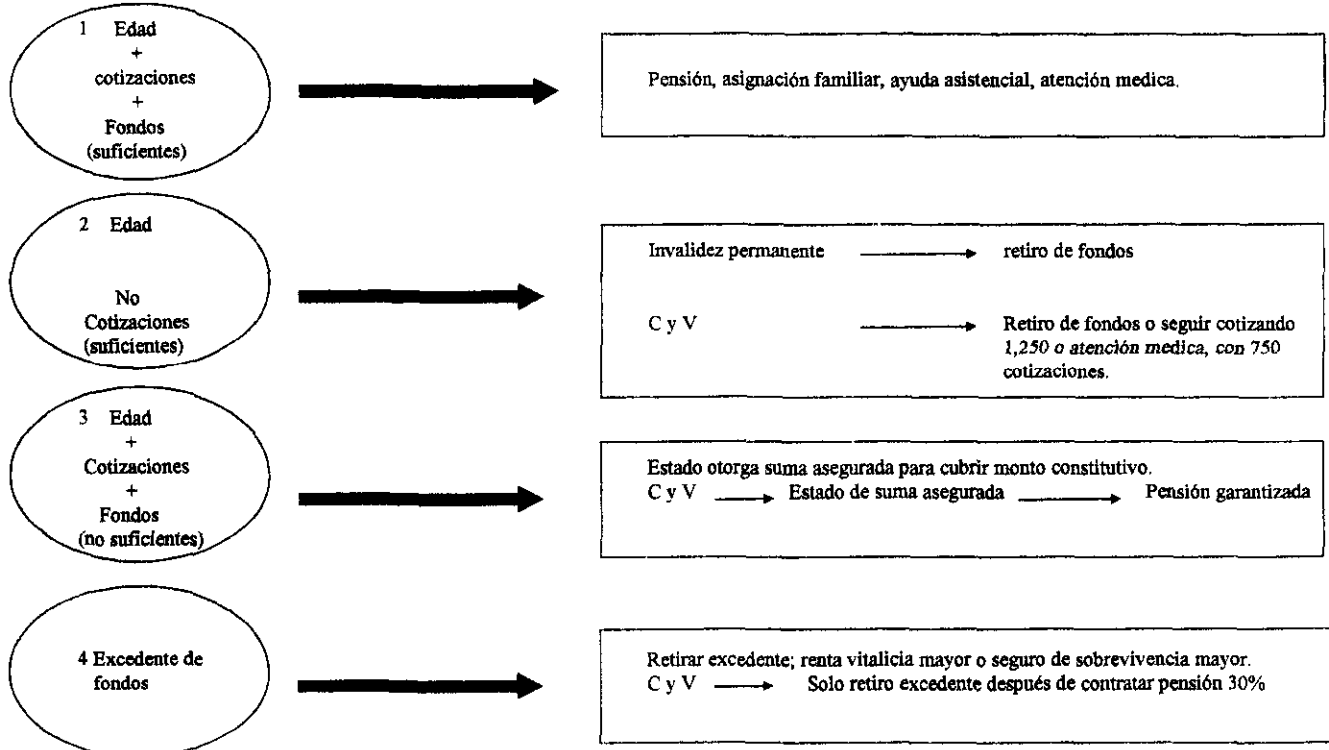 1 Edad
+
cotizaciones
+
Fondos
(suficientes)
Pensión, asignación familiar, ayuda asistencial, atención medica.
2 Edad
No
Cotizaciones
(suficientes)
Invalidez permanente retiro de fondos
C y V Retiro de fondos o seguir cotizando
1,250 o atención medica, con 750
cotizaciones.
3 Edad
+
Cotizaciones
+
Fondos
(no suficientes)
Estado otorga suma asegurada para cubrir monto constitutivo.
C y V Estado de suma asegurada Pensión garantizada
4 Excedente de
fondos
Retirar excedente; renta vitalicia mayor o seguro de sobrevivencia mayor.
C y V Solo retiro excedente después de contratar pensión 30%